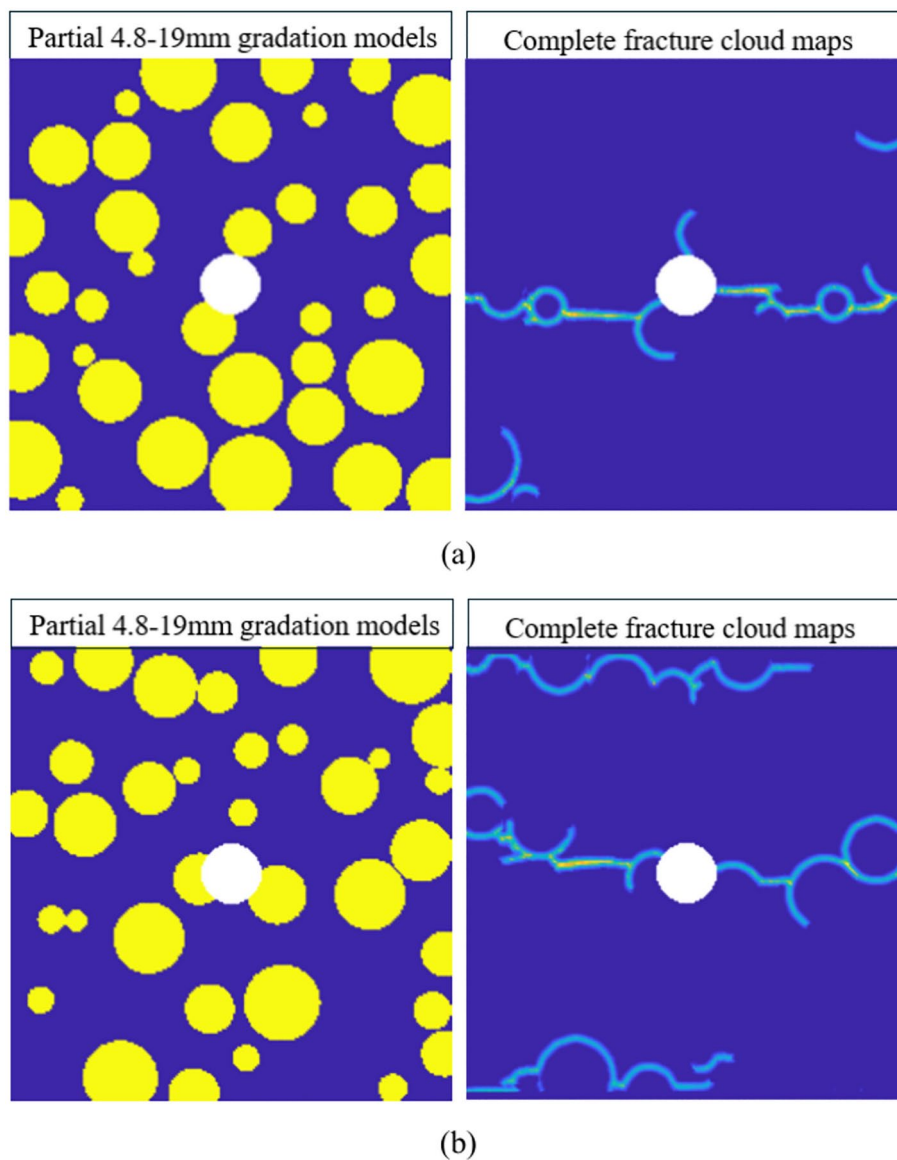 Partial 4.8-19mm gradation models
Complete fracture cloud maps
(a)
Partial 4.8-19mm gradation models
Complete fracture cloud maps
(b)